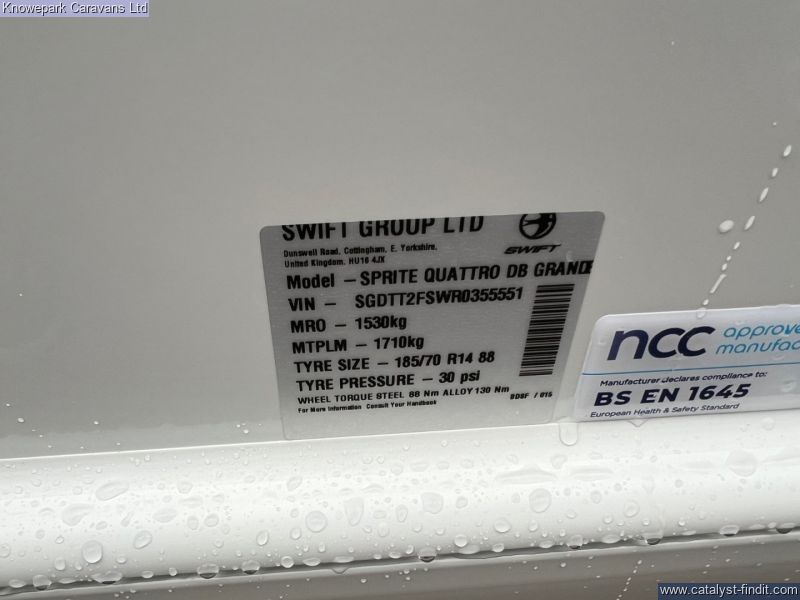 Knowepark Caravans Ltd
SWIFT GROUP LTD
Dunswell Road, Cottingham, E. Yorkshire,
United Kingdom. HU16 4JX
SWIFT
Model - SPRITE QUATTRO DB GRANDE
VIN - SGDTT2FSWR0355551
MRO - 1530kg
MTPLM - 1710kg
TYRE SIZE - 185/70 R14 88
TYRE PRESSURE - 30 psi
WHEEL TORQUE STEEL 88 Nm ALLOY 130 Nm
For More Information Consult Your Handbook
BDSF / 015
ncc approve
manufac
Manufacturer declares compliance to:
BS EN 1645
European Health & Safety Standard
www.catalyst-findit.com